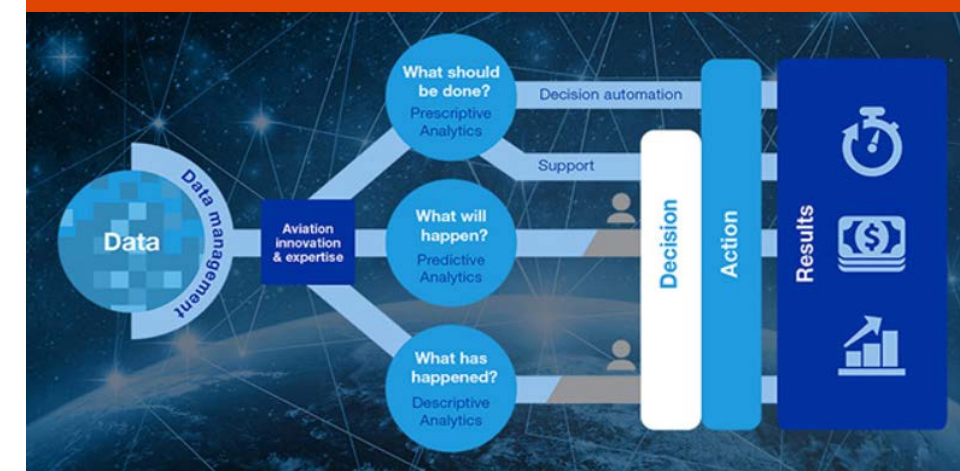 Data
Data management
Aviation
innovation
& expertise
What should
be done?
Prescriptive
Analytics
What will
happen?
Predictive
Analytics
What has
happened?
Descriptive
Analytics
Decision automation
Support
Decision
Action
Results
$